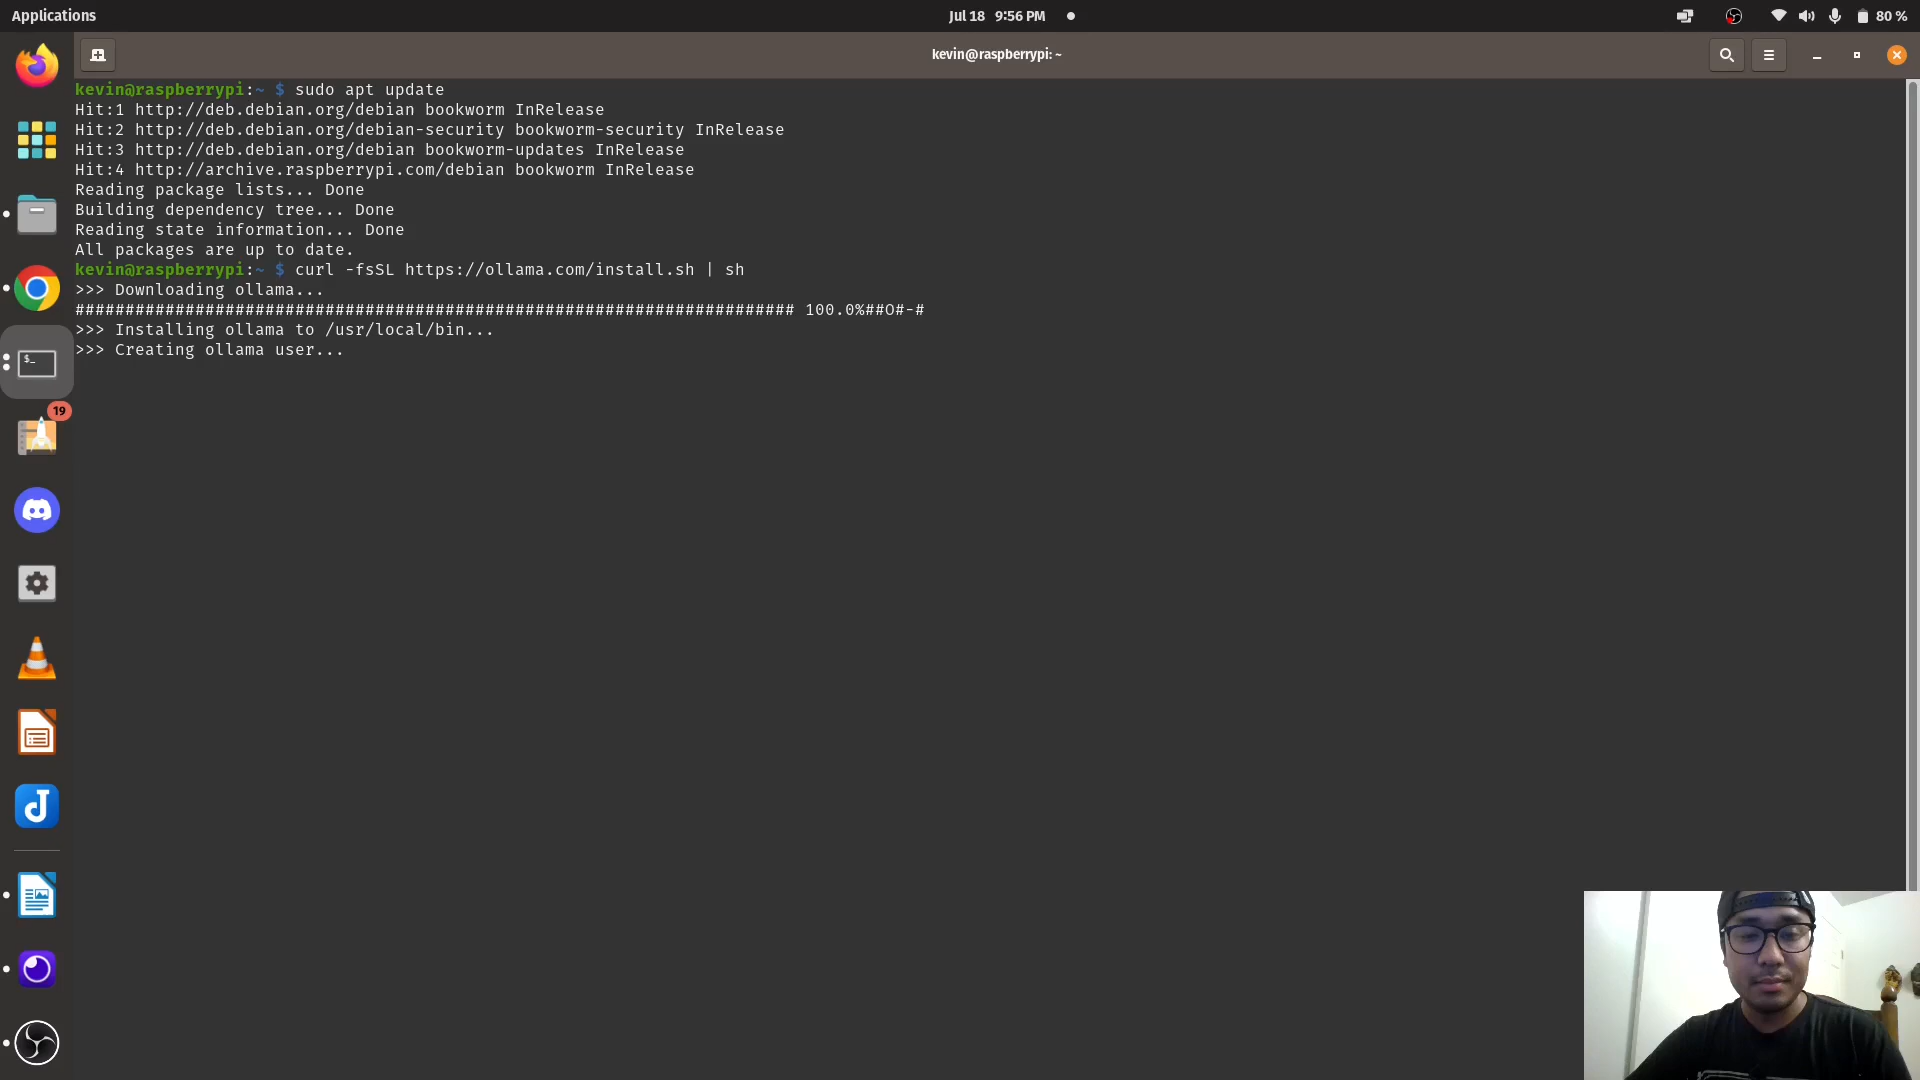 Applications
Jul 18 9:56 PM
80 %
kevin@raspberrypi: ~
kevin@raspberrypi:~ $ sudo apt update
Hit:1 http://deb.debian.org/debian bookworm InRelease
Hit:2 http://deb.debian.org/debian-security bookworm-security InRelease
Hit:3 http://deb.debian.org/debian bookworm-updates InRelease
Hit:4 http://archive.raspberrypi.com/debian bookworm InRelease
Reading package lists... Done
Building dependency tree... Done
Reading state information... Done
All packages are up to date.
kevin@raspberrypi:~ $ curl -fsSL https://ollama.com/install.sh | sh
>>> Downloading ollama...
######################################################################## 100.0%##O#-#
>>> Installing ollama to /usr/local/bin...
>>> Creating ollama user...
$_
19